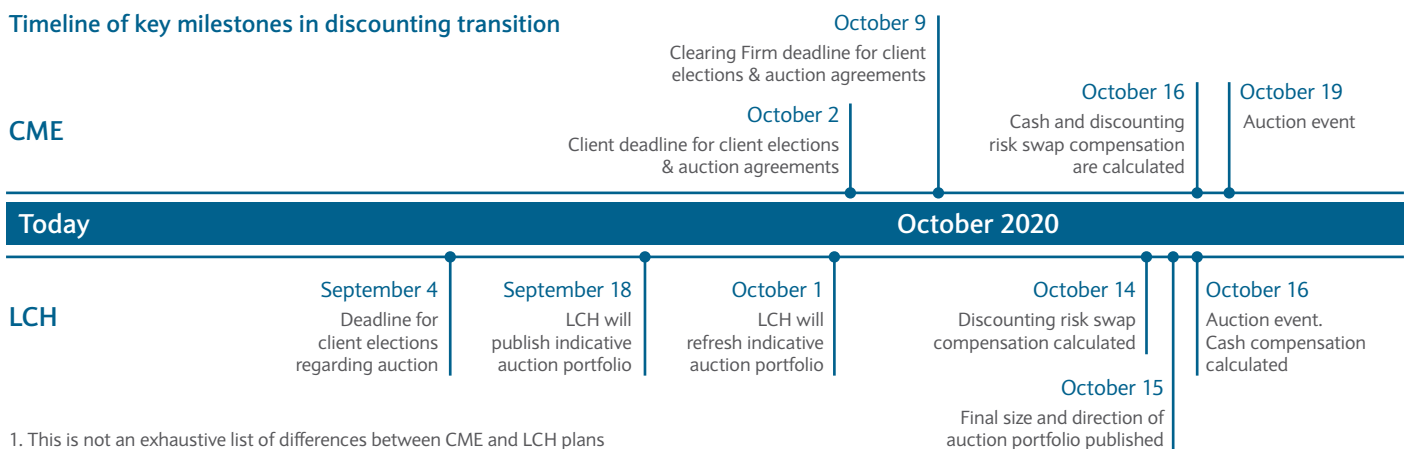 Timeline of key milestones in discounting transition
October 9
Clearing Firm deadline for client
elections & auction agreements
October 2
Client deadline for client elections
& auction agreements
October 16
Cash and discounting
risk swap compensation
are calculated
October 19
Auction event
CME
Today
October 2020
LCH
September 4
Deadline for
client elections
regarding auction
September 18
LCH will
publish indicative
auction portfolio
October 1
LCH will
refresh indicative
auction portfolio
October 14
Discounting risk swap
compensation calculated
October 15
Final size and direction of
auction portfolio published
October 16
Auction event.
Cash compensation
calculated
1. This is not an exhaustive list of differences between CME and LCH plans